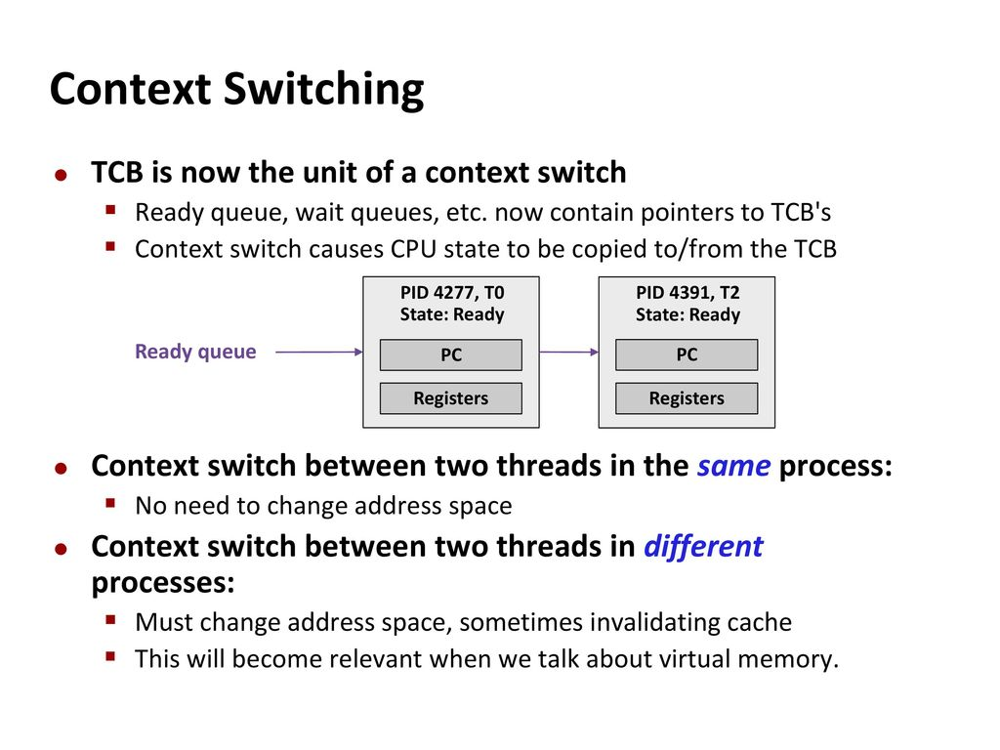 Context Switching
● TCB is now the unit of a context switch
▪ Ready queue, wait queues, etc. now contain pointers to TCB's
▪ Context switch causes CPU state to be copied to/from the TCB
PID 4277, T0
State: Ready
PC
Registers
PID 4391, T2
State: Ready
PC
Registers
Ready queue
● Context switch between two threads in the same process:
▪ No need to change address space
● Context switch between two threads in different
processes:
▪ Must change address space, sometimes invalidating cache
▪ This will become relevant when we talk about virtual memory.